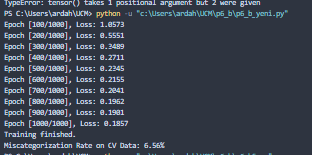 TypeError: tensor() takes 1 positional argument but 2 were given
PS C:\Users\ardah\UCM\p6_b> python -u "c:\Users\ardah\UCM\p6_b\p6_b_yeni.py"
Epoch [100/1000], Loss: 1.0573
Epoch [200/1000], Loss: 0.5551
Epoch [300/1000], Loss: 0.3489
Epoch [400/1000], Loss: 0.2711
Epoch [500/1000], Loss: 0.2345
Epoch [600/1000], Loss: 0.2155
Epoch [700/1000], Loss: 0.2041
Epoch [800/1000], Loss: 0.1962
Epoch [900/1000], Loss: 0.1901
Epoch [1000/1000], Loss: 0.1857
Training finished.
Miscategorization Rate on CV Data: 6.56%